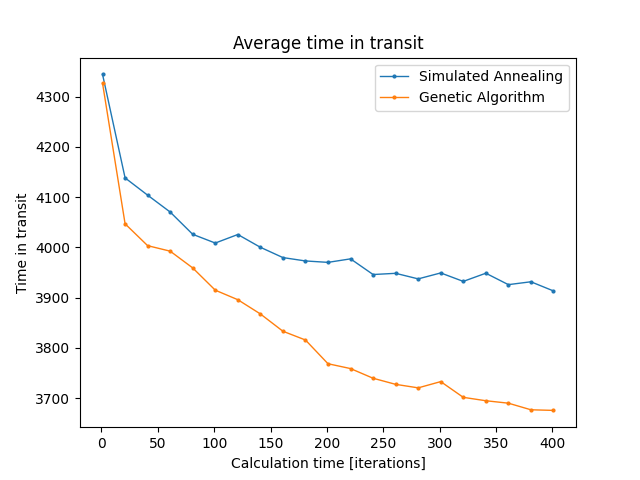 Average time in transit
Simulated Annealing
Genetic Algorithm
Time in transit
4300
4200
4100
4000
3900
3800
3700
0 50 100 150 200 250 300 350 400
Calculation time [iterations]